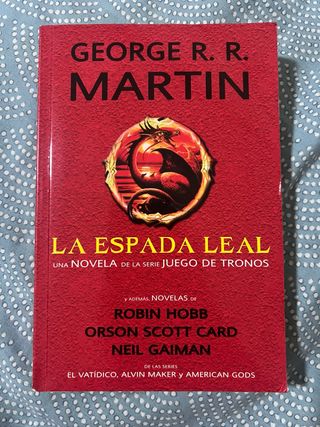 GEORGE R. R.
MARTIN
LA ESPADA LEAL
UNA NOVELA DE LA SERIE JUEGO DE TRONOS
Y ADEMÁS, NOVELAS DE
ROBIN HOBB
ORSON SCOTT CARD
NEIL GAIMAN
DE LAS SERIES
EL VATÍDICO, ALVIN MAKER y AMERICAN GODS